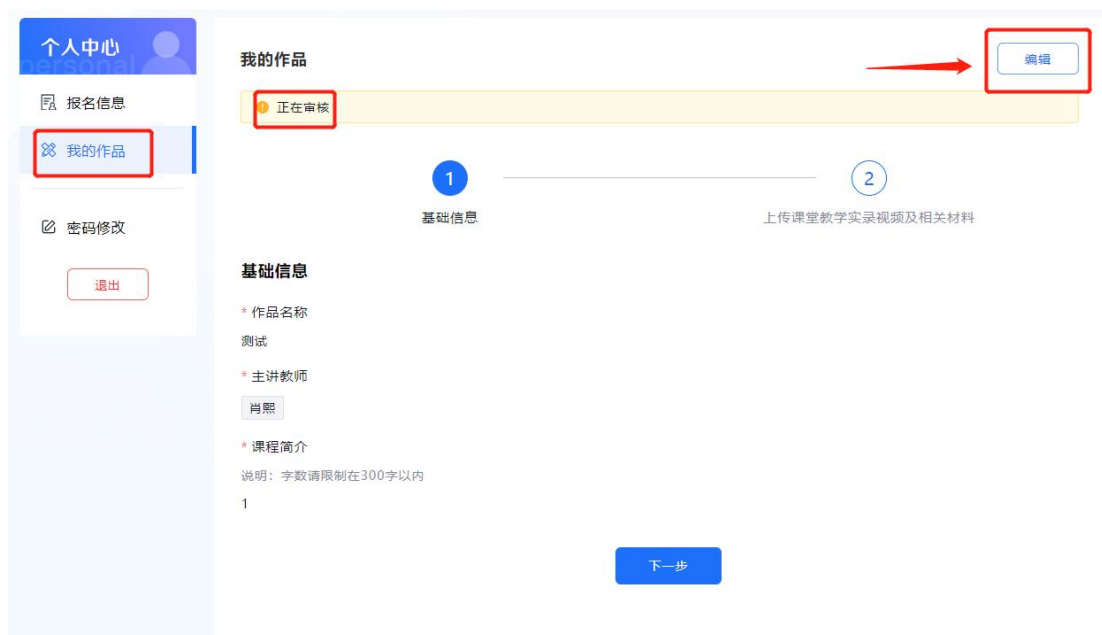 个人中心
personal
报名信息
我的作品
密码修改
退出
我的作品
编辑
正在审核
1
2
基础信息
上传课堂教学实录视频及相关材料
基础信息
* 作品名称
测试
* 主讲教师
肖熙
* 课程简介
说明：字数请限制在300字以内
1
下一步